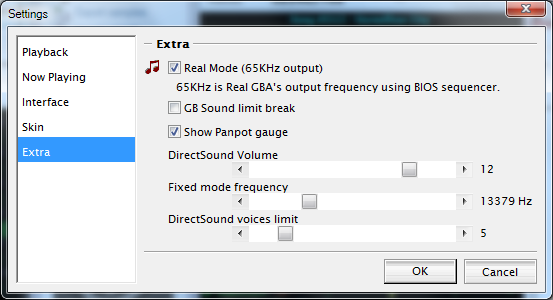 Settings
Playback
Now Playing
Interface
Skin
Extra
Extra
Real Mode (65KHz output)
65KHz is Real GBA's output frequency using BIOS sequencer.
GB Sound limit break
Show Panpot gauge
DirectSound Volume
12
Fixed mode frequency
13379 Hz
DirectSound voices limit
5
OK
Cancel